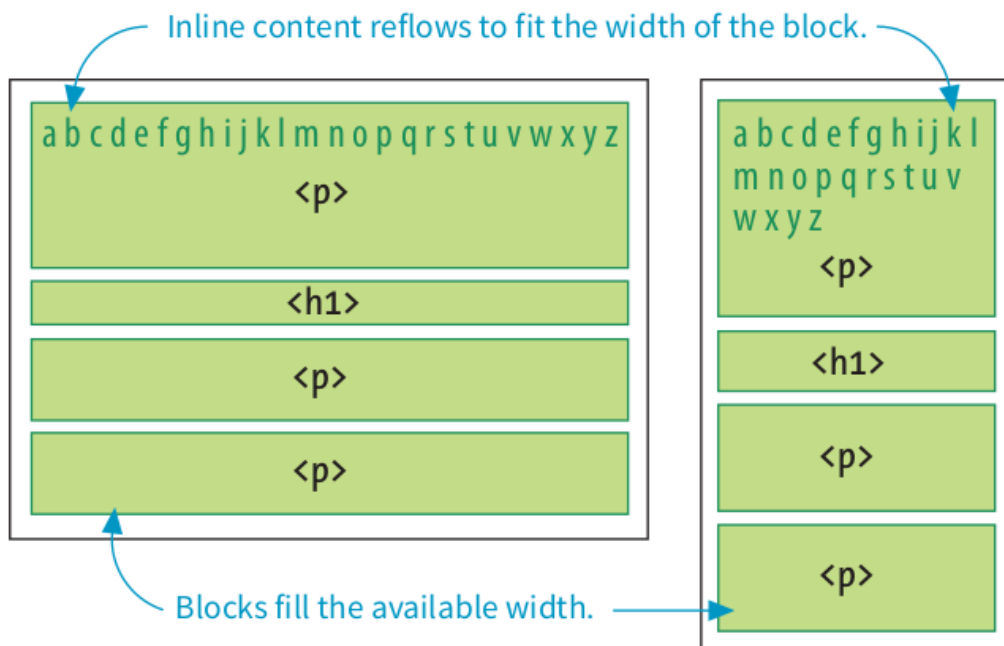 Inline content reflows to fit the width of the block.
a b c d e f g h i j k l m n o p q r s t u v w x y z
<p>
<h1>
<p>
<p>
a b c d e f g h i j k l
m n o p q r s t u v
w x y z
<p>
<h1>
<p>
<p>
Blocks fill the available width.